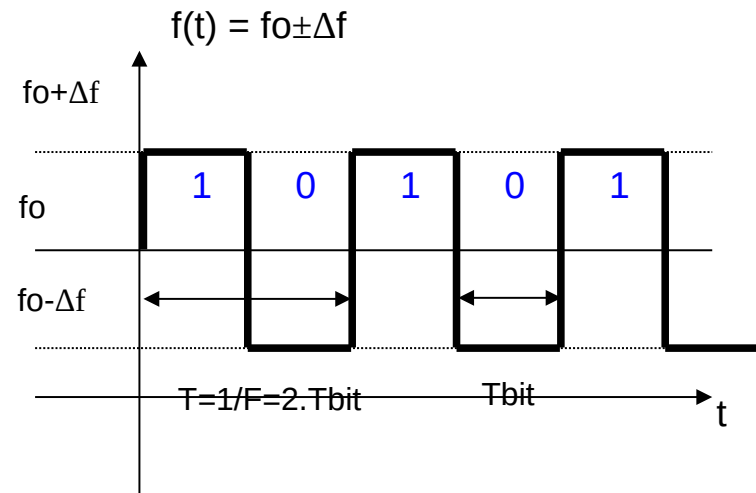 f(t) = fo±Δf
fo+Δf
1 0 1 0 1
fo
fo-Δf
T=1/F=2.Tbit Tbit
t